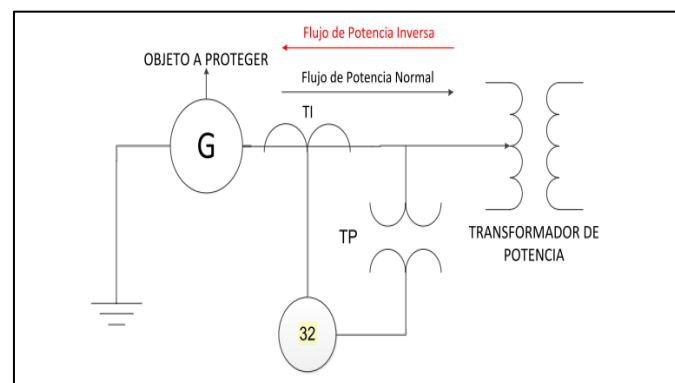 Flujo de Potencia Inversa
OBJETO A PROTEGER
Flujo de Potencia Normal
TI
G
TP
TRANSFORMADOR DE
POTENCIA
32